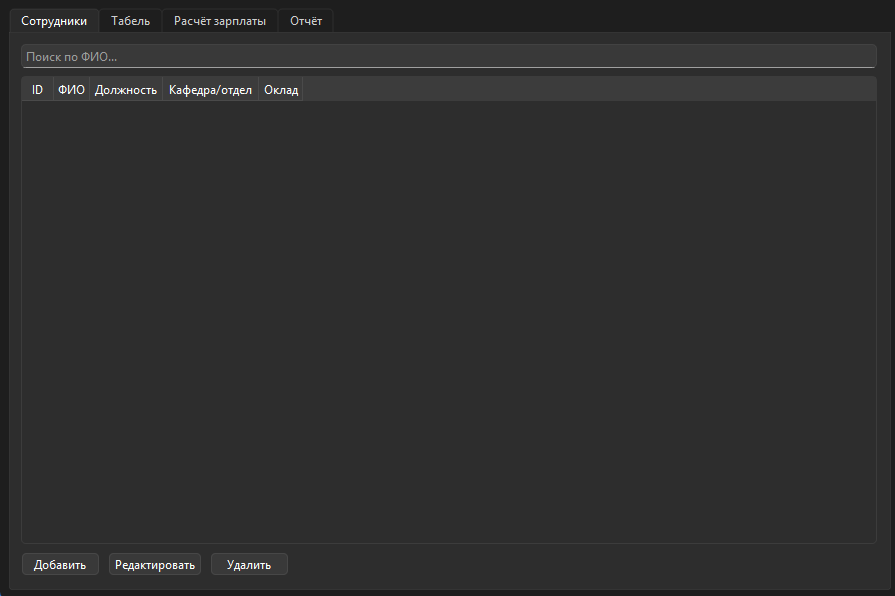 Сотрудники Табель Расчёт зарплаты Отчёт
Поиск по ФИО...
ID ФИО Должность Кафедра/отдел Оклад
Добавить Редактировать Удалить